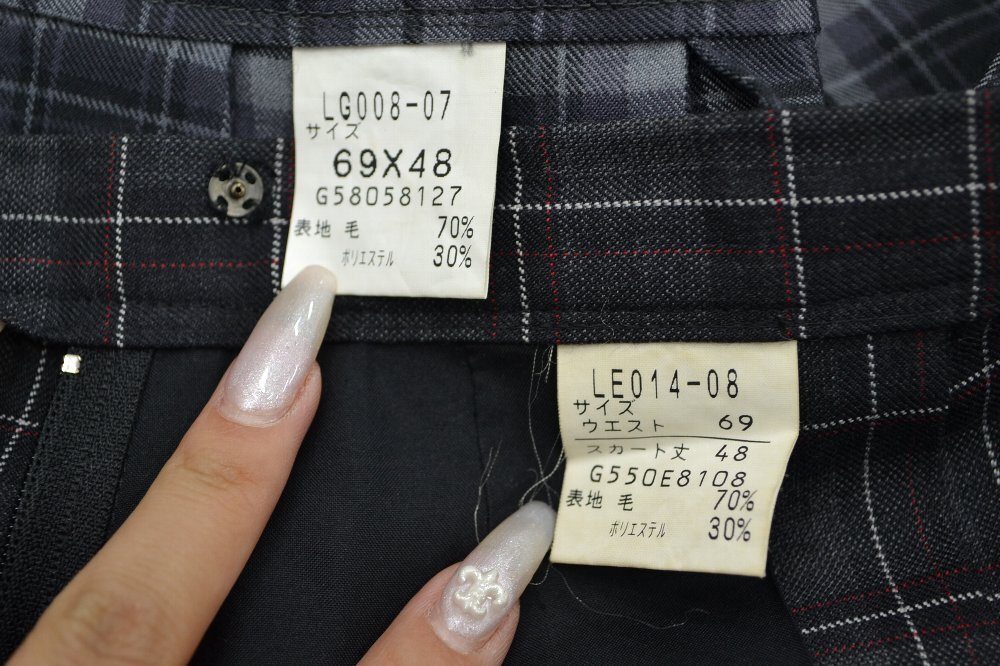 LG008-07
サイズ
69X48
G58058127
表地 毛 70%
ポリエステル 30%
LE014-08
サイズ
ウエスト 69
スカート丈 48
G550E8108
表地 毛 70%
ポリエステル 30%